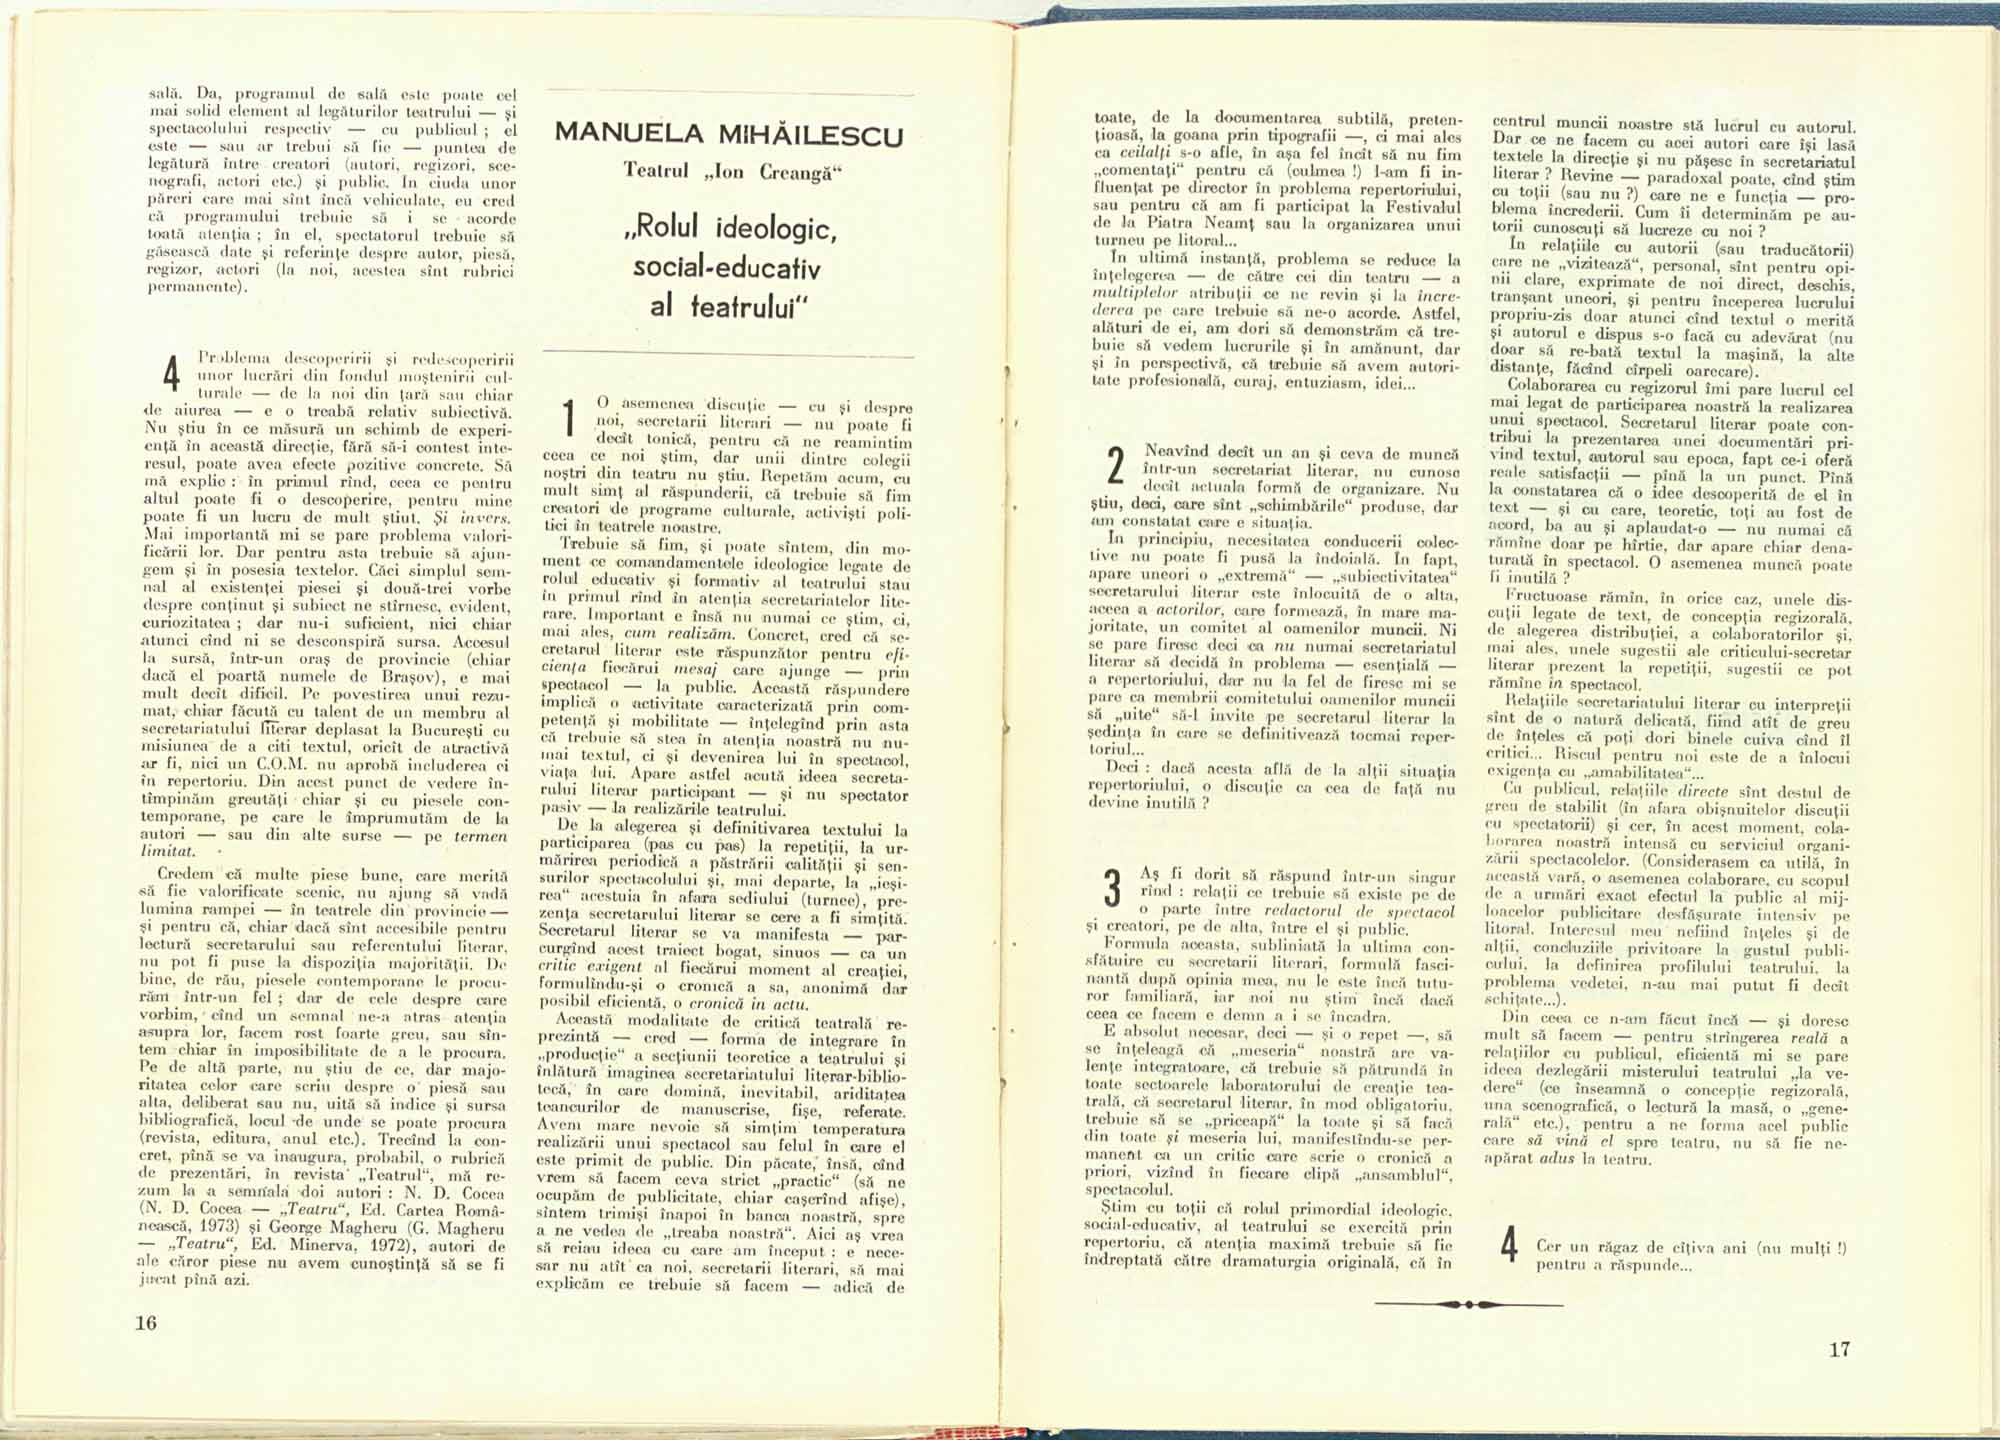 sală. Da, programul de sală este poate cel
mai solid element al legăturilor teatrului — și
spectacolului respectiv — cu publicul ; el
este — sau ar trebui să fie — puntea de
legătură între creatori (autori, regizori, sce-
nografi, actori etc.) și public. In ciuda unor
păreri care mai sînt încă vehiculate, eu cred
că programului trebuie să i se acorde
toată atenția ; în el, spectatorul trebuie să
găsească date și referințe despre autor, piesă,
regizor, actori (la noi, acestea sînt rubrici
permanente).
4 Problema descoperirii și redescoperirii
unor lucrări din fondul moștenirii cul-
turale — de la noi din țară sau chiar
de aiurea — e o treabă relativ subiectivă.
Nu știu în ce măsură un schimb de experi-
ență în această direcție, fără să-i contest inte-
resul, poate avea efecte pozitive concrete. Să
mă explic : în primul rînd, ceea ce pentru
altul poate fi o descoperire, pentru mine
poate fi un lucru de mult știut. Și invers.
Mai importantă mi se pare problema valori-
ficării lor. Dar pentru asta trebuie să ajun-
gem și în posesia textelor. Căci simplul sem-
nal al existenței piesei și două-trei vorbe
despre conținut și subiect ne stîrnesc, evident,
curiozitatea ; dar nu-i suficient, nici chiar
atunci cînd ni se desconspiră sursa. Accesul
la sursă, într-un oraș de provincie (chiar
dacă el poartă numele de Brașov), e mai
mult decît dificil. Pe povestirea unui rezu-
mat, chiar făcută cu talent de un membru al
secretariatului literar deplasat la București cu
misiunea de a citi textul, oricît de atractivă
ar fi, nici un C.O.M. nu aprobă includerea ei
în repertoriu. Din acest punct de vedere în-
tîmpinăm greutăți chiar și cu piesele con-
temporane, pe care le împrumutăm de la
autori — sau din alte surse — pe termen
limitat.
Credem că multe piese bune, care merită
să fie valorificate scenic, nu ajung să vadă
lumina rampei — în teatrele din provincie —
și pentru că, chiar dacă sînt accesibile pentru
lectură secretarului sau referentului literar,
nu pot fi puse la dispoziția majorității. De
bine, de rău, piesele contemporane le procu-
răm într-un fel ; dar de cele despre care
vorbim, cînd un semnal ne-a atras atenția
asupra lor, facem rost foarte greu, sau sîn-
tem chiar în imposibilitate de a le procura.
Pe de altă parte, nu știu de ce, dar majo-
ritatea celor care scriu despre o piesă sau
alta, deliberat sau nu, uită să indice și sursa
bibliografică, locul de unde se poate procura
(revista, editura, anul etc.). Trecînd la con-
cret, pînă se va inaugura, probabil, o rubrică
de prezentări, în revista „Teatrul“, mă re-
zum la a semnala doi autori : N. D. Cocea
(N. D. Cocea — „Teatru“, Ed. Cartea Româ-
nească, 1973) și George Magheru (G. Magheru
— „Teatru“, Ed. Minerva, 1972), autori de
ale căror piese nu avem cunoștință să se fi
jucat pînă azi.
16
MANUELA MIHĂILESCU
Teatrul „Ion Creangă“
„Rolul ideologic,
social-educativ
al teatrului“
1 O asemenea discuție — cu și despre
noi, secretarii literari — nu poate fi
decît tonică, pentru că ne reamintim
ceea ce noi știm, dar unii dintre colegii
noștri din teatru nu știu. Repetăm acum, cu
mult simț al răspunderii, că trebuie să fim
creatori de programe culturale, activiști poli-
tici în teatrele noastre.
Trebuie să fim, și poate sîntem, din mo-
ment ce comandamentele ideologice legate de
rolul educativ și formativ al teatrului stau
în primul rînd în atenția secretariatelor lite-
rare. Important e însă nu numai ce știm, ci,
mai ales, cum realizăm. Concret, cred că se-
cretarul literar este răspunzător pentru efi-
ciența fiecărui mesaj care ajunge — prin
spectacol — la public. Această răspundere
implică o activitate caracterizată prin com-
petență și mobilitate — înțelegînd prin asta
că trebuie să stea în atenția noastră nu nu-
mai textul, ci și devenirea lui în spectacol,
viața lui. Apare astfel acută ideea secreta-
rului literar participant — și nu spectator
pasiv — la realizările teatrului.
De la alegerea și definitivarea textului la
participarea (pas cu pas) la repetiții, la ur-
mărirea periodică a păstrării calității și sen-
surilor spectacolului și, mai departe, la „ieși-
rea“ acestuia în afara sediului (turnee), pre-
zența secretarului literar se cere a fi simțită.
Secretarul literar se va manifesta — par-
curgînd acest traiect bogat, sinuos — ca un
critic exigent al fiecărui moment al creației,
formulîndu-și o cronică a sa, anonimă dar
posibil eficientă, o cronică in actu.
Această modalitate de critică teatrală re-
prezintă — cred — forma de integrare în
„producție“ a secțiunii teoretice a teatrului și
înlătură imaginea secretariatului literar-biblio-
tecă, în care domină, inevitabil, ariditatea
teancurilor de manuscrise, fișe, referate.
Avem mare nevoie să simțim temperatura
realizării unui spectacol sau felul în care el
este primit de public. Din păcate, însă, cînd
vrem să facem ceva strict „practic“ (să ne
ocupăm de publicitate, chiar cașerînd afișe),
sîntem trimiși înapoi în banca noastră, spre
a ne vedea de „treaba noastră“. Aici aș vrea
să reiau ideea cu care am început : e nece-
sar nu atît ca noi, secretarii literari, să mai
explicăm ce trebuie să facem — adică de
toate, de la documentarea subtilă, preten-
țioasă, la goana prin tipografii —, ci mai ales
ca ceilalți s-o afle, în așa fel încît să nu fim
„comentați“ pentru că (culmea !) l-am fi in-
fluențat pe director în problema repertoriului,
sau pentru că am fi participat la Festivalul
de la Piatra Neamț sau la organizarea unui
turneu pe litoral...
In ultimă instanță, problema se reduce la
înțelegerea — de către cei din teatru — a
multiplelor atribuții ce ne revin și la încre-
derea pe care trebuie să ne-o acorde. Astfel,
alături de ei, am dori să demonstrăm că tre-
buie să vedem lucrurile și în amănunt, dar
și în perspectivă, că trebuie să avem autori-
tate profesională, curaj, entuziasm, idei...
2 Neavînd decît un an și ceva de muncă
într-un secretariat literar, nu cunosc
decît actuala formă de organizare. Nu
știu, deci, care sînt „schimbările“ produse, dar
am constatat care e situația.
In principiu, necesitatea conducerii colec-
tive nu poate fi pusă la îndoială. In fapt,
apare uneori o „extremă“ — „subiectivitatea“
secretarului literar este înlocuită de o alta,
aceea a actorilor, care formează, în mare ma-
joritate, un comitet al oamenilor muncii. Ni
se pare firesc deci ca nu numai secretariatul
literar să decidă în problema — esențială —
a repertoriului, dar nu la fel de firesc mi se
pare ca membrii comitetului oamenilor muncii
să „uite“ să-l invite pe secretarul literar la
ședința în care se definitivează tocmai reper-
toriul...
Deci : dacă acesta află de la alții situația
repertoriului, o discuție ca cea de față nu
devine inutilă ?
3 Aș fi dorit să răspund într-un singur
rînd : relații ce trebuie să existe pe de
o parte între redactorul de spectacol
și creatori, pe de alta, între el și public.
Formula aceasta, subliniată la ultima con-
sfătuire cu secretarii literari, formulă fasci-
nantă după opinia mea, nu le este încă tutu-
ror familiară, iar noi nu știm încă dacă
ceea ce facem e demn a i se încadra.
E absolut necesar, deci — și o repet —, să
se înțeleagă că „meseria“ noastră are va-
lențe integratoare, că trebuie să pătrundă în
toate sectoarele laboratorului de creație tea-
trală, că secretarul literar, în mod obligatoriu,
trebuie să se „priceapă“ la toate și să facă
din toate și meseria lui, manifestîndu-se per-
manent ca un critic care scrie o cronică a
priori, vizînd în fiecare clipă „ansamblul“,
spectacolul.
Știm cu toții că rolul primordial ideologic,
social-educativ, al teatrului se exercită prin
repertoriu, că atenția maximă trebuie să fie
îndreptată către dramaturgia originală, că în
centrul muncii noastre stă lucrul cu autorul.
Dar ce ne facem cu acei autori care își lasă
textele la direcție și nu pășesc în secretariatul
literar ? Revine — paradoxal poate, cînd știm
cu toții (sau nu ?) care ne e funcția — pro-
blema încrederii. Cum îi determinăm pe au-
torii cunoscuți să lucreze cu noi ?
In relațiile cu autorii (sau traducătorii)
care ne „vizitează“, personal, sînt pentru opi-
nii clare, exprimate de noi direct, deschis,
tranșant uneori, și pentru începerea lucrului
propriu-zis doar atunci cînd textul o merită
și autorul e dispus s-o facă cu adevărat (nu
doar să re-bată textul la mașină, la alte
distanțe, făcînd cîrpeli oarecare).
Colaborarea cu regizorul îmi pare lucrul cel
mai legat de participarea noastră la realizarea
unui spectacol. Secretarul literar poate con-
tribui la prezentarea unei documentări pri-
vind textul, autorul sau epoca, fapt ce-i oferă
reale satisfacții — pînă la un punct. Pînă
la constatarea că o idee descoperită de el în
text — și cu care, teoretic, toți au fost de
acord, ba au și aplaudat-o — nu numai că
rămîne doar pe hîrtie, dar apare chiar dena-
turată în spectacol. O asemenea muncă poate
fi inutilă ?
Fructuoase rămîn, în orice caz, unele dis-
cuții legate de text, de concepția regizorală,
de alegerea distribuției, a colaboratorilor și,
mai ales, unele sugestii ale criticului-secretar
literar prezent la repetiții, sugestii ce pot
rămîne în spectacol.
Relațiile secretariatului literar cu interpreții
sînt de o natură delicată, fiind atît de greu
de înțeles că poți dori binele cuiva cînd îl
critici... Riscul pentru noi este de a înlocui
exigența cu „amabilitatea“...
Cu publicul, relațiile directe sînt destul de
greu de stabilit (în afara obișnuitelor discuții
cu spectatorii) și cer, în acest moment, cola-
borarea noastră intensă cu serviciul organi-
zării spectacolelor. (Considerasem ca utilă, în
această vară, o asemenea colaborare, cu scopul
de a urmări exact efectul la public al mij-
loacelor publicitare desfășurate intensiv pe
litoral. Interesul meu nefiind înțeles și de
alții, concluziile privitoare la gustul publi-
cului, la definirea profilului teatrului, la
problema vedetei, n-au mai putut fi decît
schițate...).
Din ceea ce n-am făcut încă — și doresc
mult să facem — pentru strîngerea reală a
relațiilor cu publicul, eficientă mi se pare
ideea dezlegării misterului teatrului „la ve-
dere“ (ce înseamnă o concepție regizorală,
una scenografică, o lectură la masă, o „gene-
rală“ etc.), pentru a ne forma acel public
care să vină el spre teatru, nu să fie ne-
apărat adus la teatru.
4 Cer un răgaz de cîțiva ani (nu mulți !)
pentru a răspunde...
17